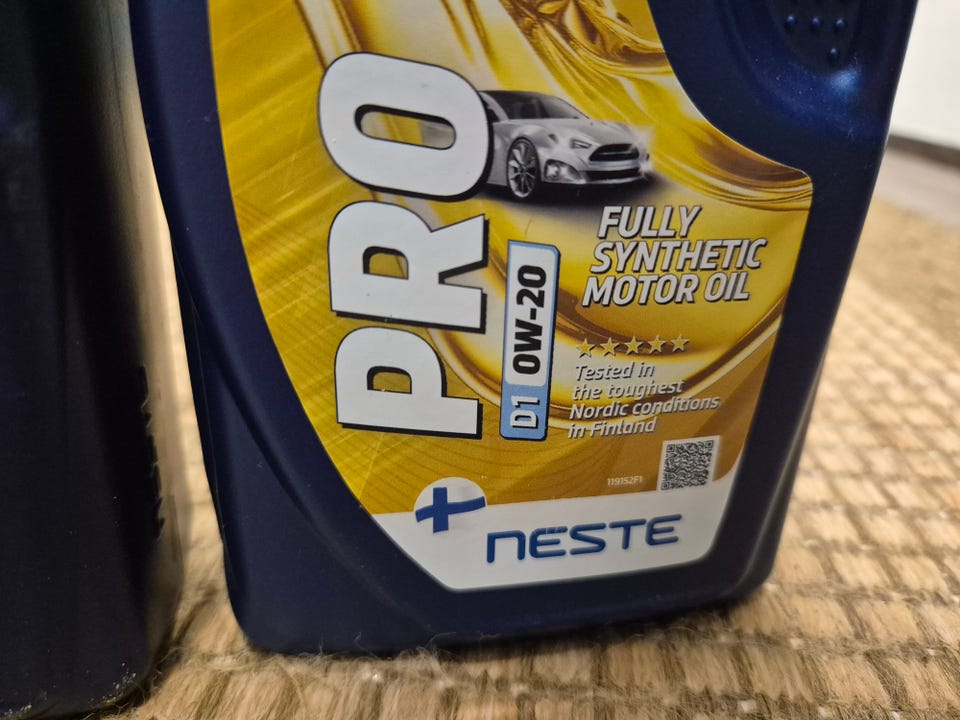 PRO
D1 0W-20
FULLY
SYNTHETIC
MOTOR OIL
Tested in
the toughest
Nordic conditions
in Finland
119152F1
NESTE